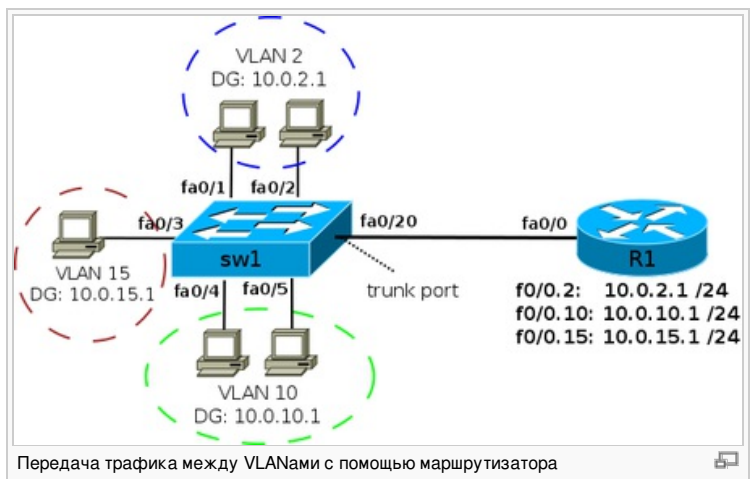 VLAN 2
DG: 10.0.2.1
fa0/1
fa0/2
fa0/3
fa0/20
fa0/0
sw1
R1
VLAN 15
DG: 10.0.15.1
fa0/4
fa0/5
trunk port
f0/0.2: 10.0.2.1 /24
f0/0.10: 10.0.10.1 /24
f0/0.15: 10.0.15.1 /24
VLAN 10
DG: 10.0.10.1
Передача трафика между VLANами с помощью маршрутизатора